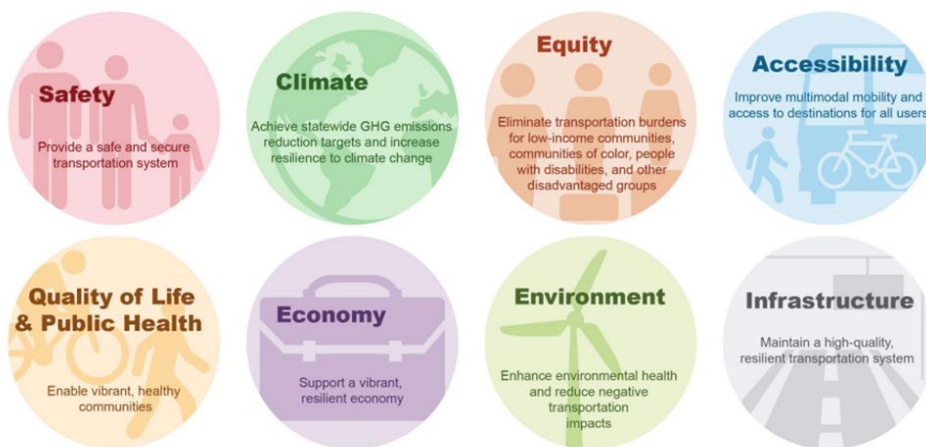 Safety
Provide a safe and secure
transportation system
Climate
Achieve statewide GHG emissions
reduction targets and increase
resilience to climate change
Equity
Eliminate transportation burdens
for low-income communities,
communities of color, people
with disabilities, and other
disadvantaged groups
Accessibility
Improve multimodal mobility and
access to destinations for all users
Quality of Life
& Public Health
Enable vibrant, healthy
communities
Economy
Support a vibrant,
resilient economy
Environment
Enhance environmental health
and reduce negative
transportation
impacts
Infrastructure
Maintain a high-quality,
resilient transportation system